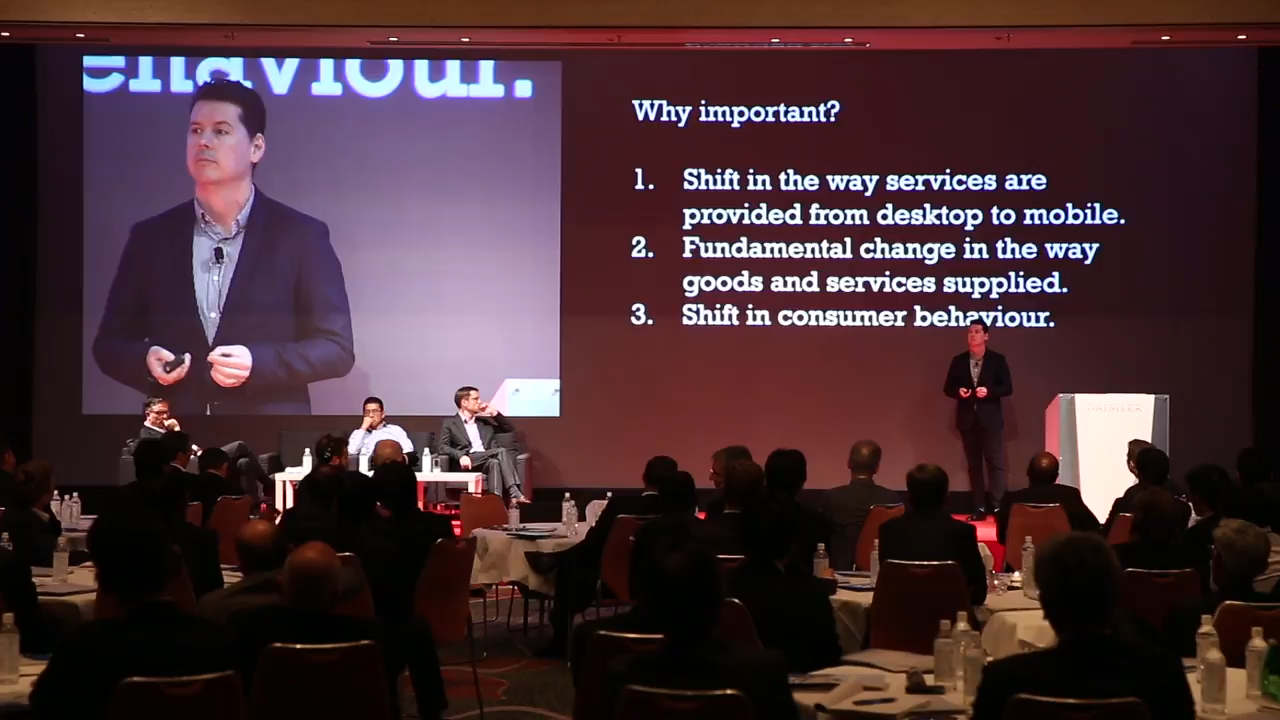 ehaviour.
Why important?
1. Shift in the way services are
provided from desktop to mobile.
2. Fundamental change in the way
goods and services supplied.
3. Shift in consumer behaviour.
DAIMLER